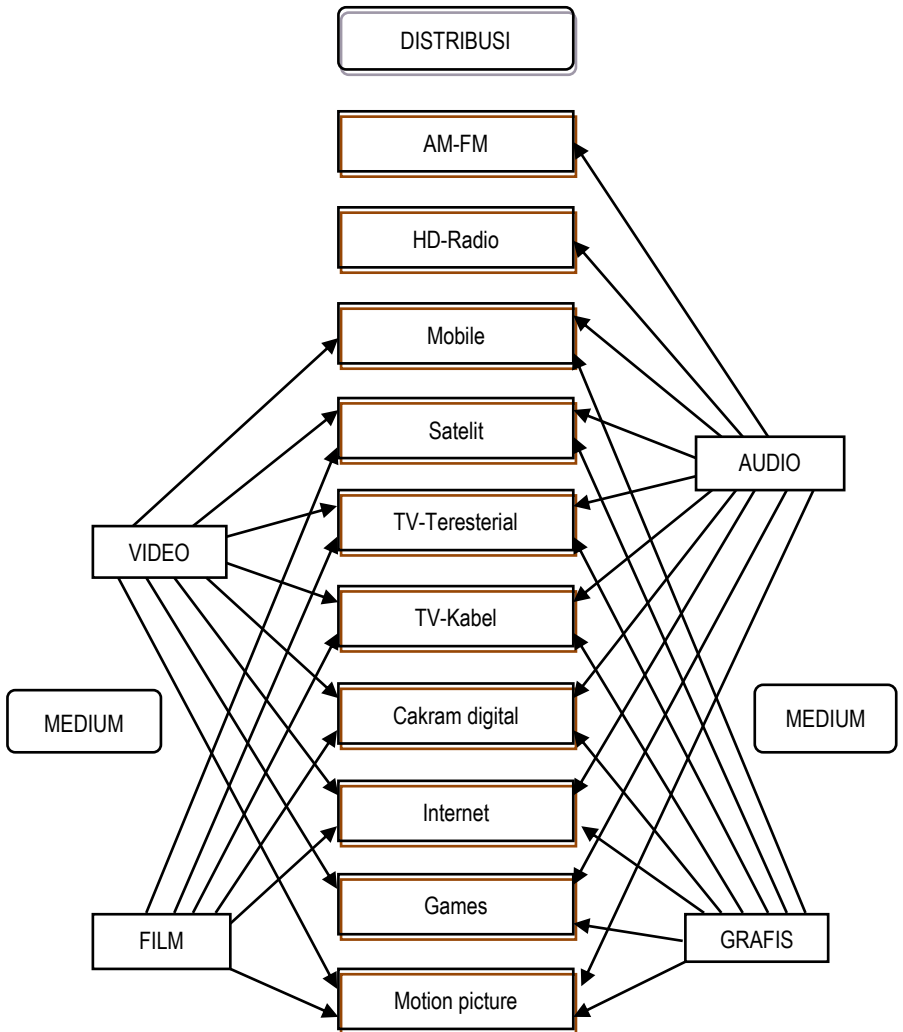 DISTRIBUSI
AM-FM
HD-Radio
Mobile
Satelit
AUDIO
TV-Teresterial
VIDEO
TV-Kabel
Cakram digital
MEDIUM
MEDIUM
Internet
Games
FILM
GRAFIS
Motion picture